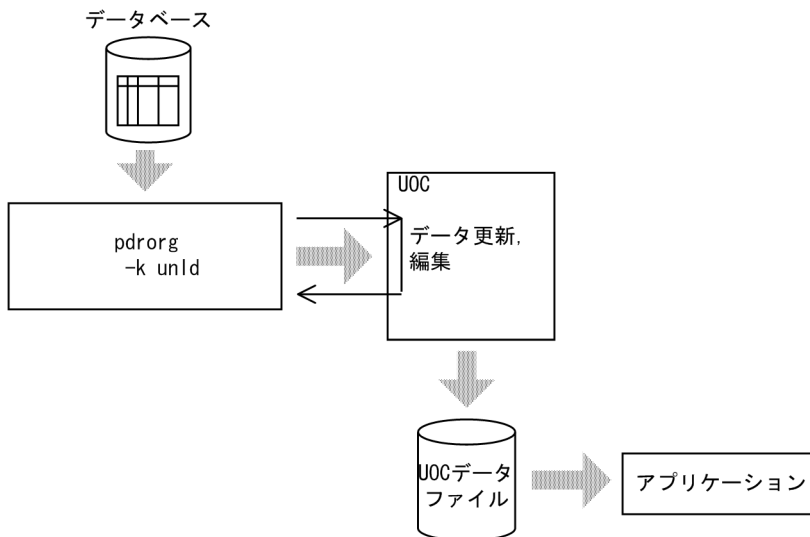 データベース
pdrorg
-k unld
UOC
データ更新,
編集
UOCデータ
ファイル
アプリケーション